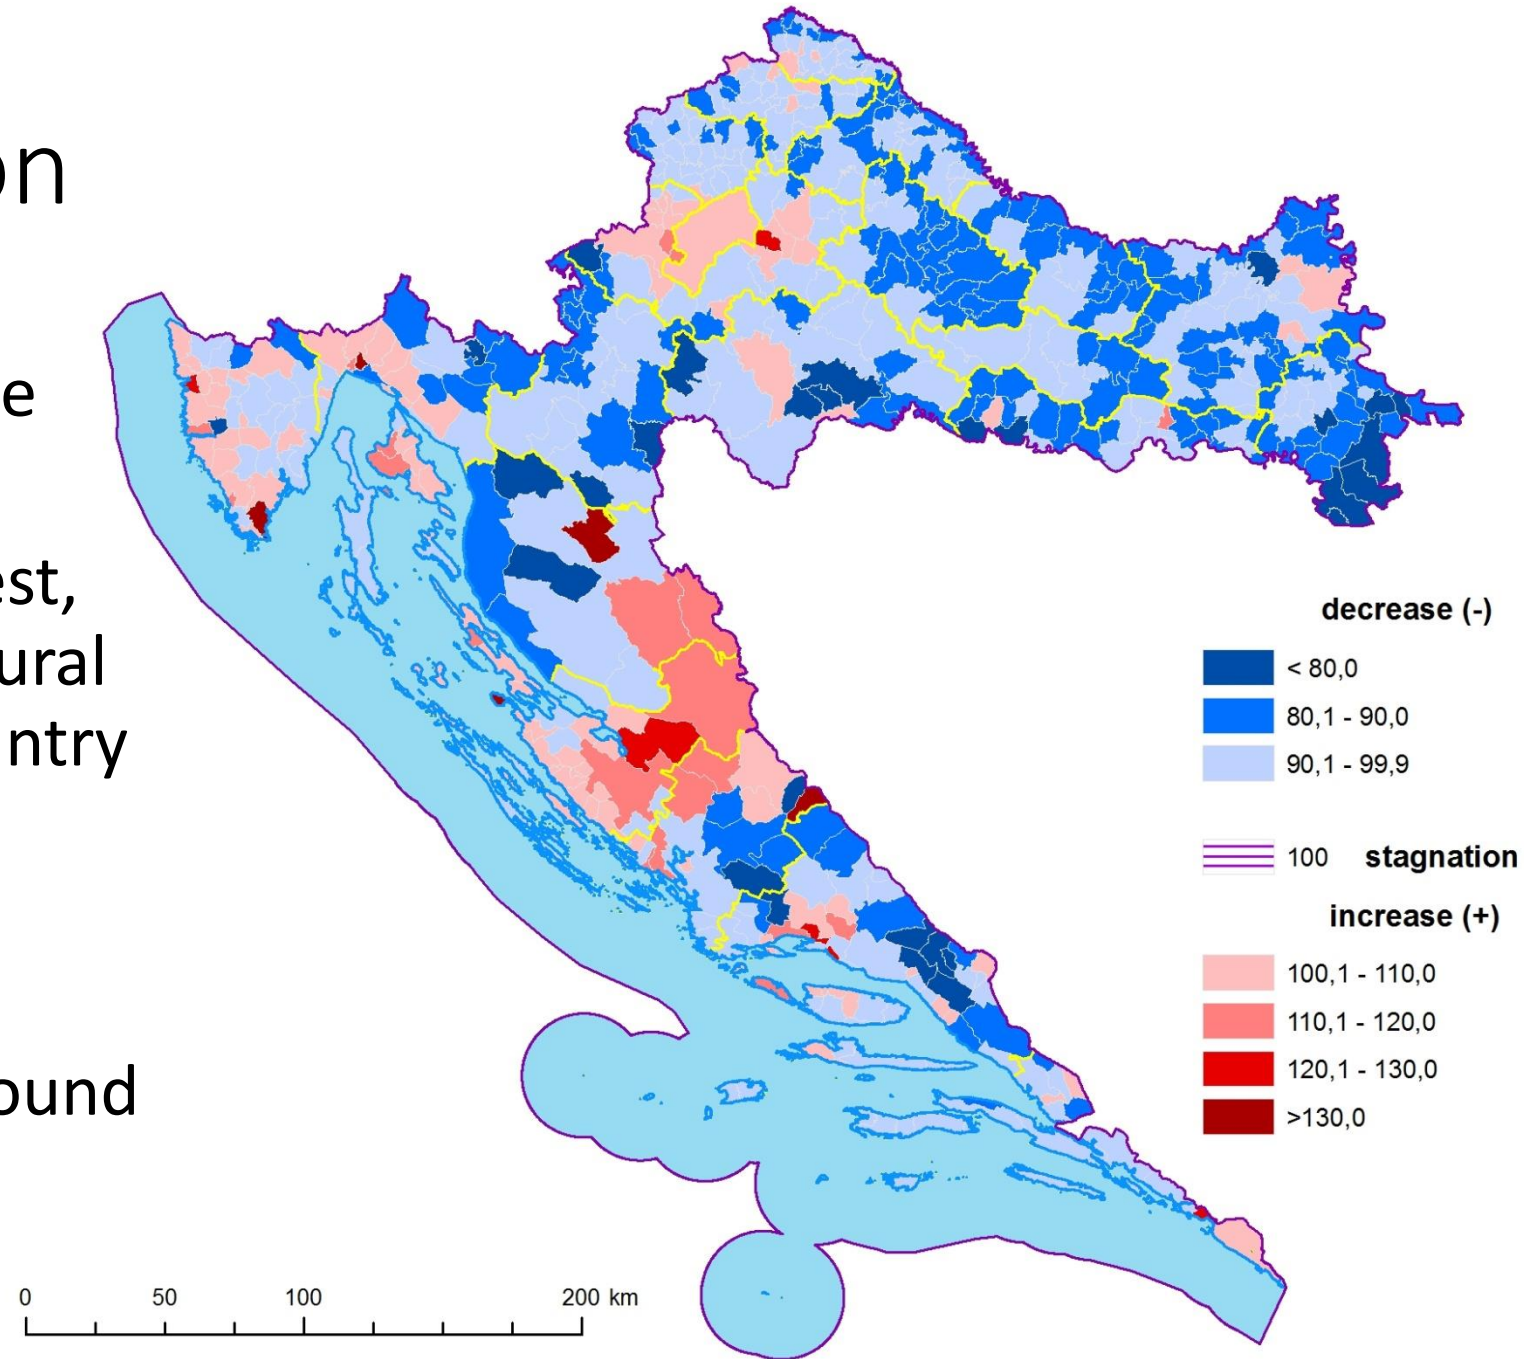 on
e
est,
ural
ntry
ound
decrease (-)
< 80,0
80,1 - 90,0
90,1 - 99,9
100 stagnation
increase (+)
100,1 - 110,0
110,1 - 120,0
120,1 - 130,0
>130,0
0 50 100 200 km